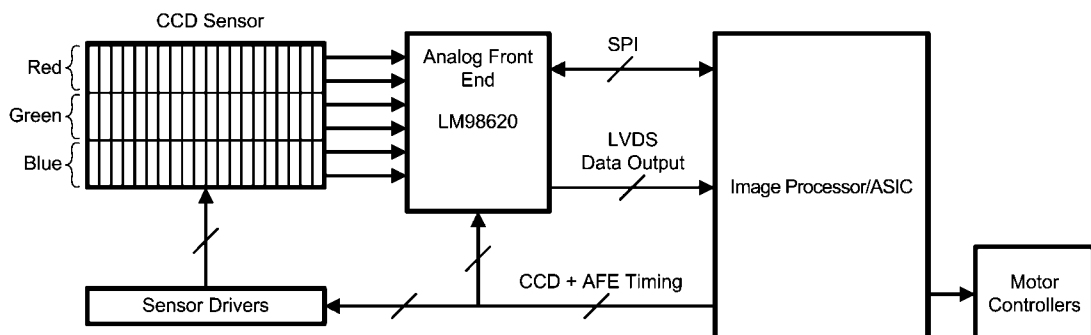 CCD Sensor
Red
Green
Blue
Analog Front
End
LM98620
SPI
LVDS
Data Output
Image Processor/ASIC
Sensor Drivers
CCD + AFE Timing
Motor
Controllers